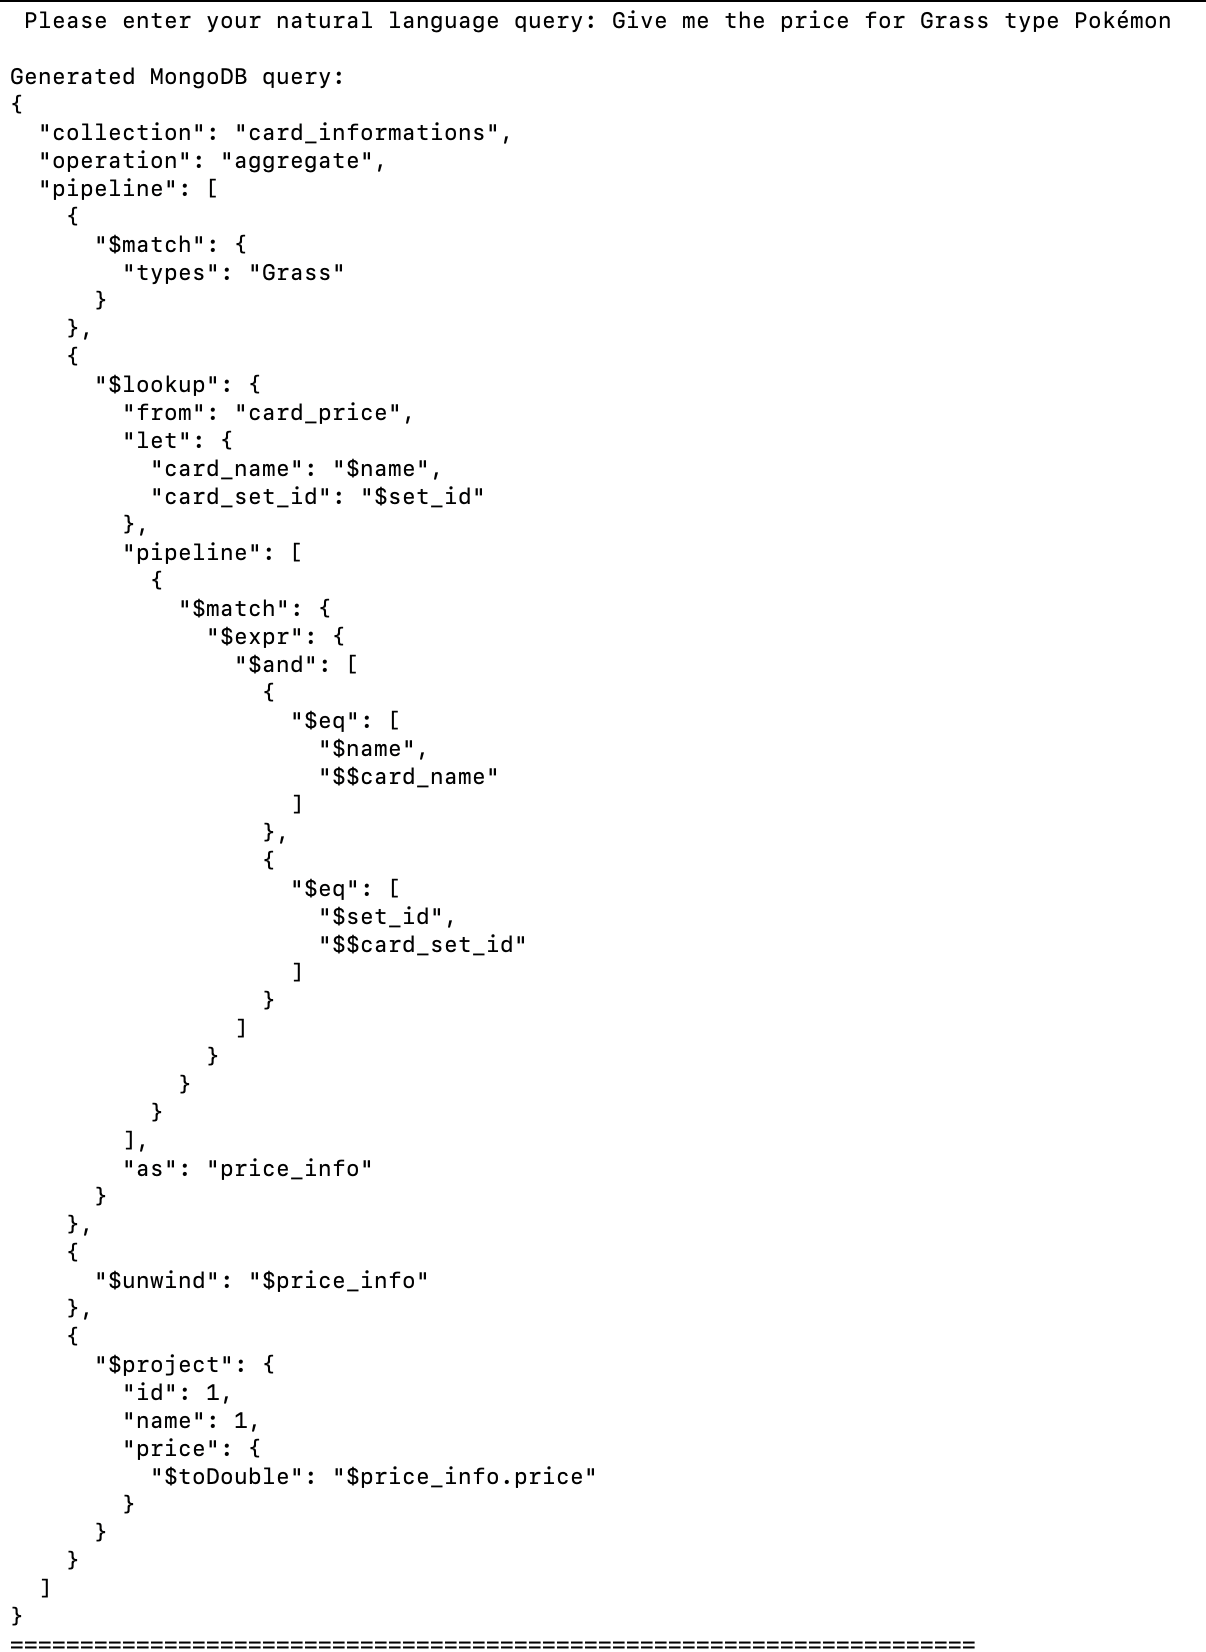 Please enter your natural language query: Give me the price for Grass type Pokémon
Generated MongoDB query:
{
  "collection": "card_informations",
  "operation": "aggregate",
  "pipeline": [
    {
      "$match": {
        "types": "Grass"
      }
    },
    {
      "$lookup": {
        "from": "card_price",
        "let": {
          "card_name": "$name",
          "card_set_id": "$set_id"
        },
        "pipeline": [
          {
            "$match": {
              "$expr": {
                "$and": [
                  {
                    "$eq": [
                      "$name",
                      "$$card_name"
                    ]
                  },
                  {
                    "$eq": [
                      "$set_id",
                      "$$card_set_id"
                    ]
                  }
                ]
              }
            }
          }
        ],
        "as": "price_info"
      }
    },
    {
      "$unwind": "$price_info"
    },
    {
      "$project": {
        "id": 1,
        "name": 1,
        "price": {
          "$toDouble": "$price_info.price"
        }
      }
    }
  ]
}
=====================================================================